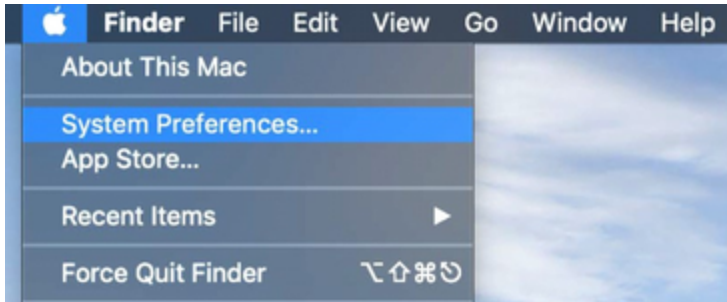 Finder File Edit View Go Window Help
About This Mac
System Preferences...
App Store...
Recent Items ▶
Force Quit Finder ⌥⇧⌘⎋